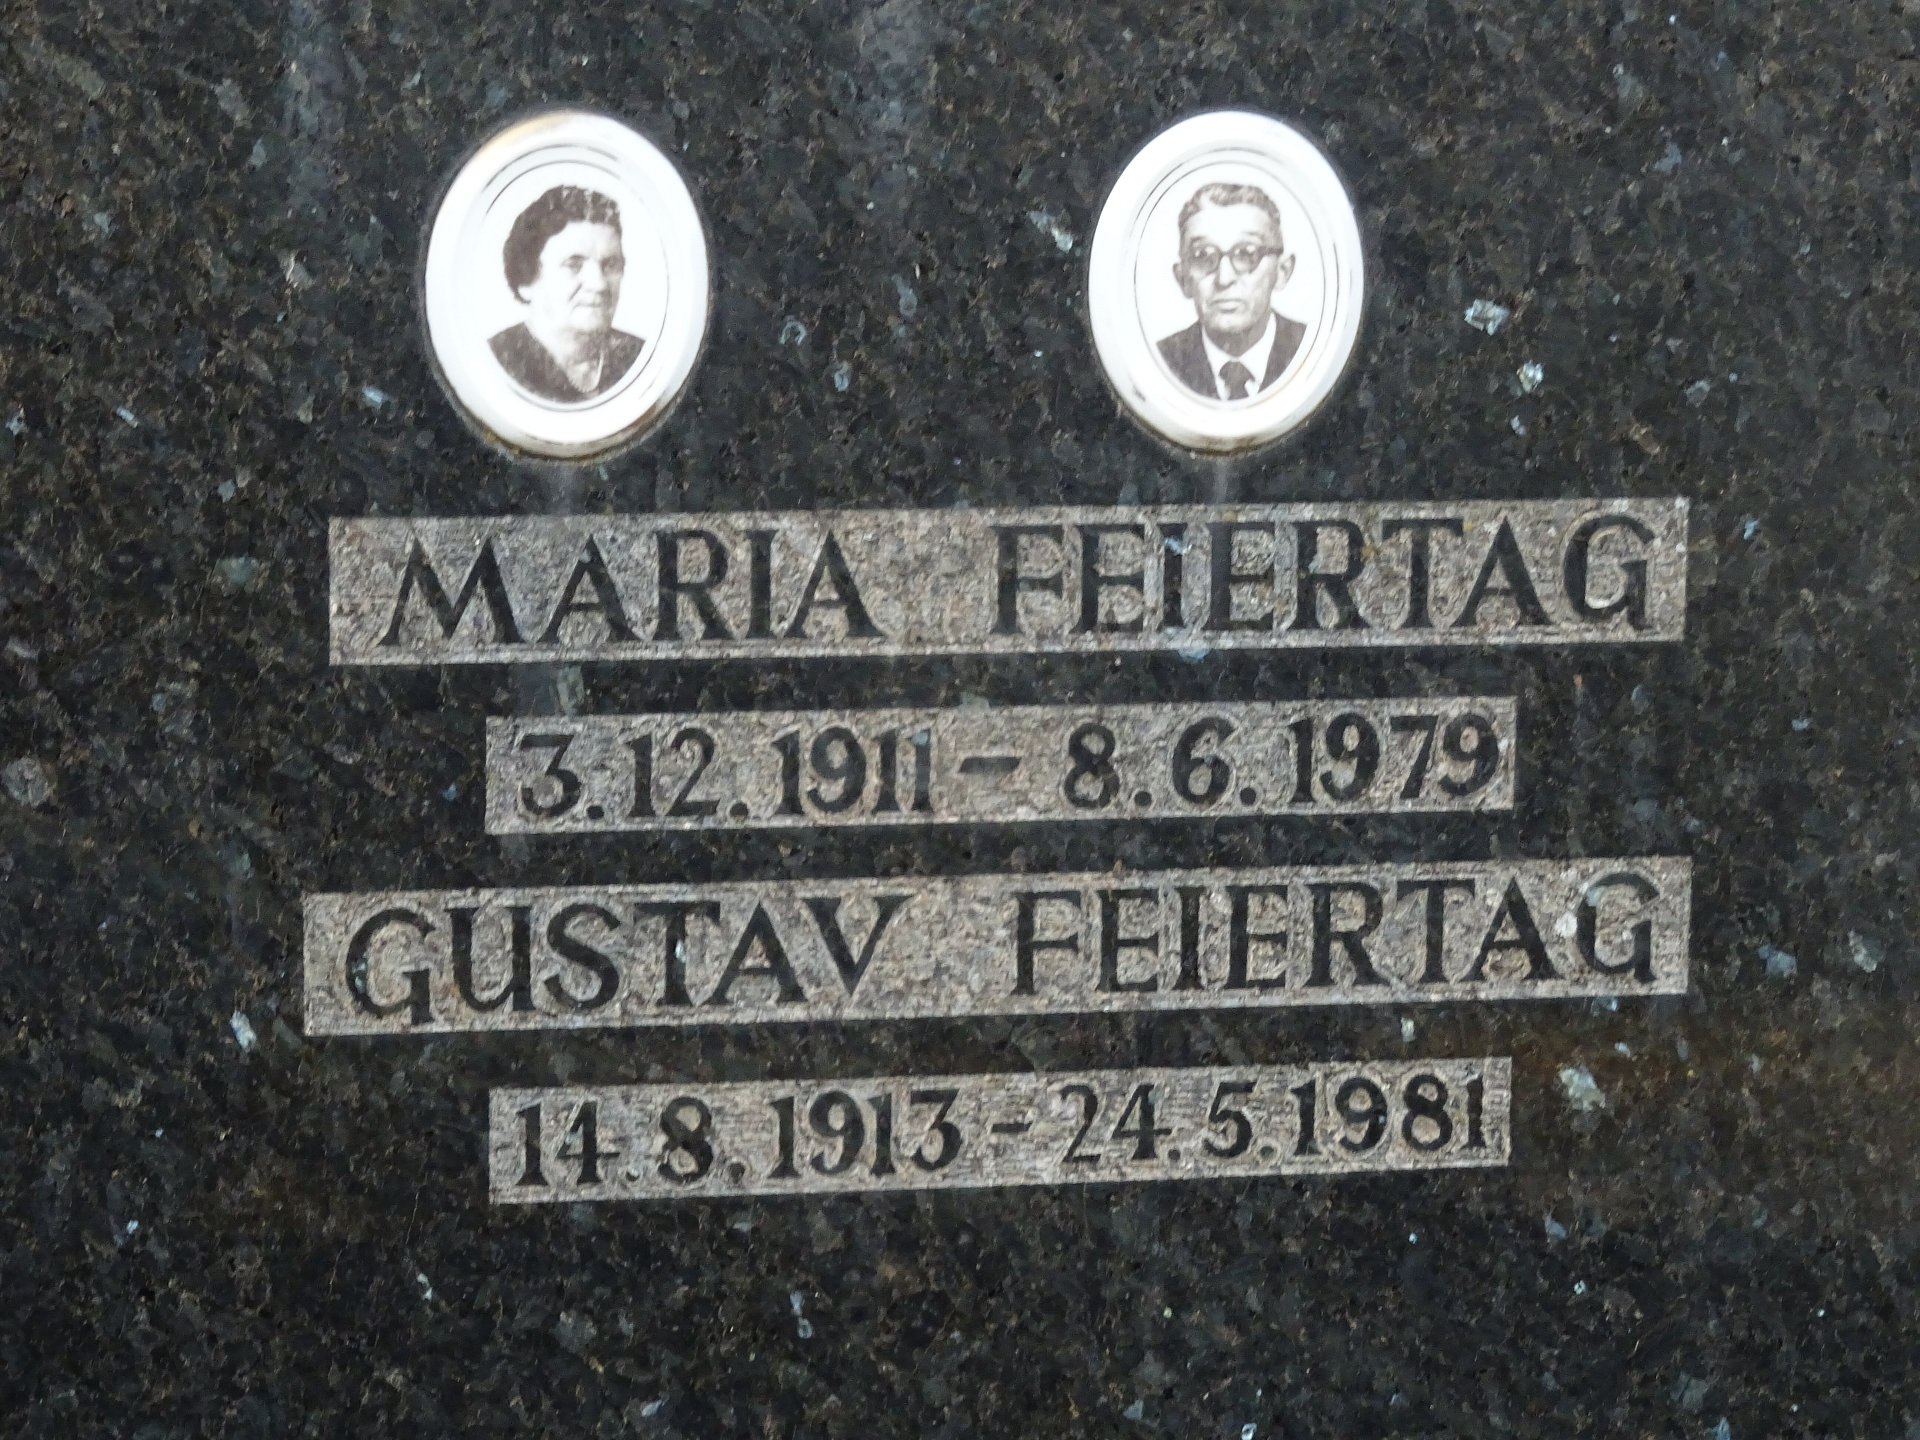 MARIA FEIERTAG
3.12.1911 - 8.6.1979
GUSTAV FEIERTAG
14.8.1913 - 24.5.1981